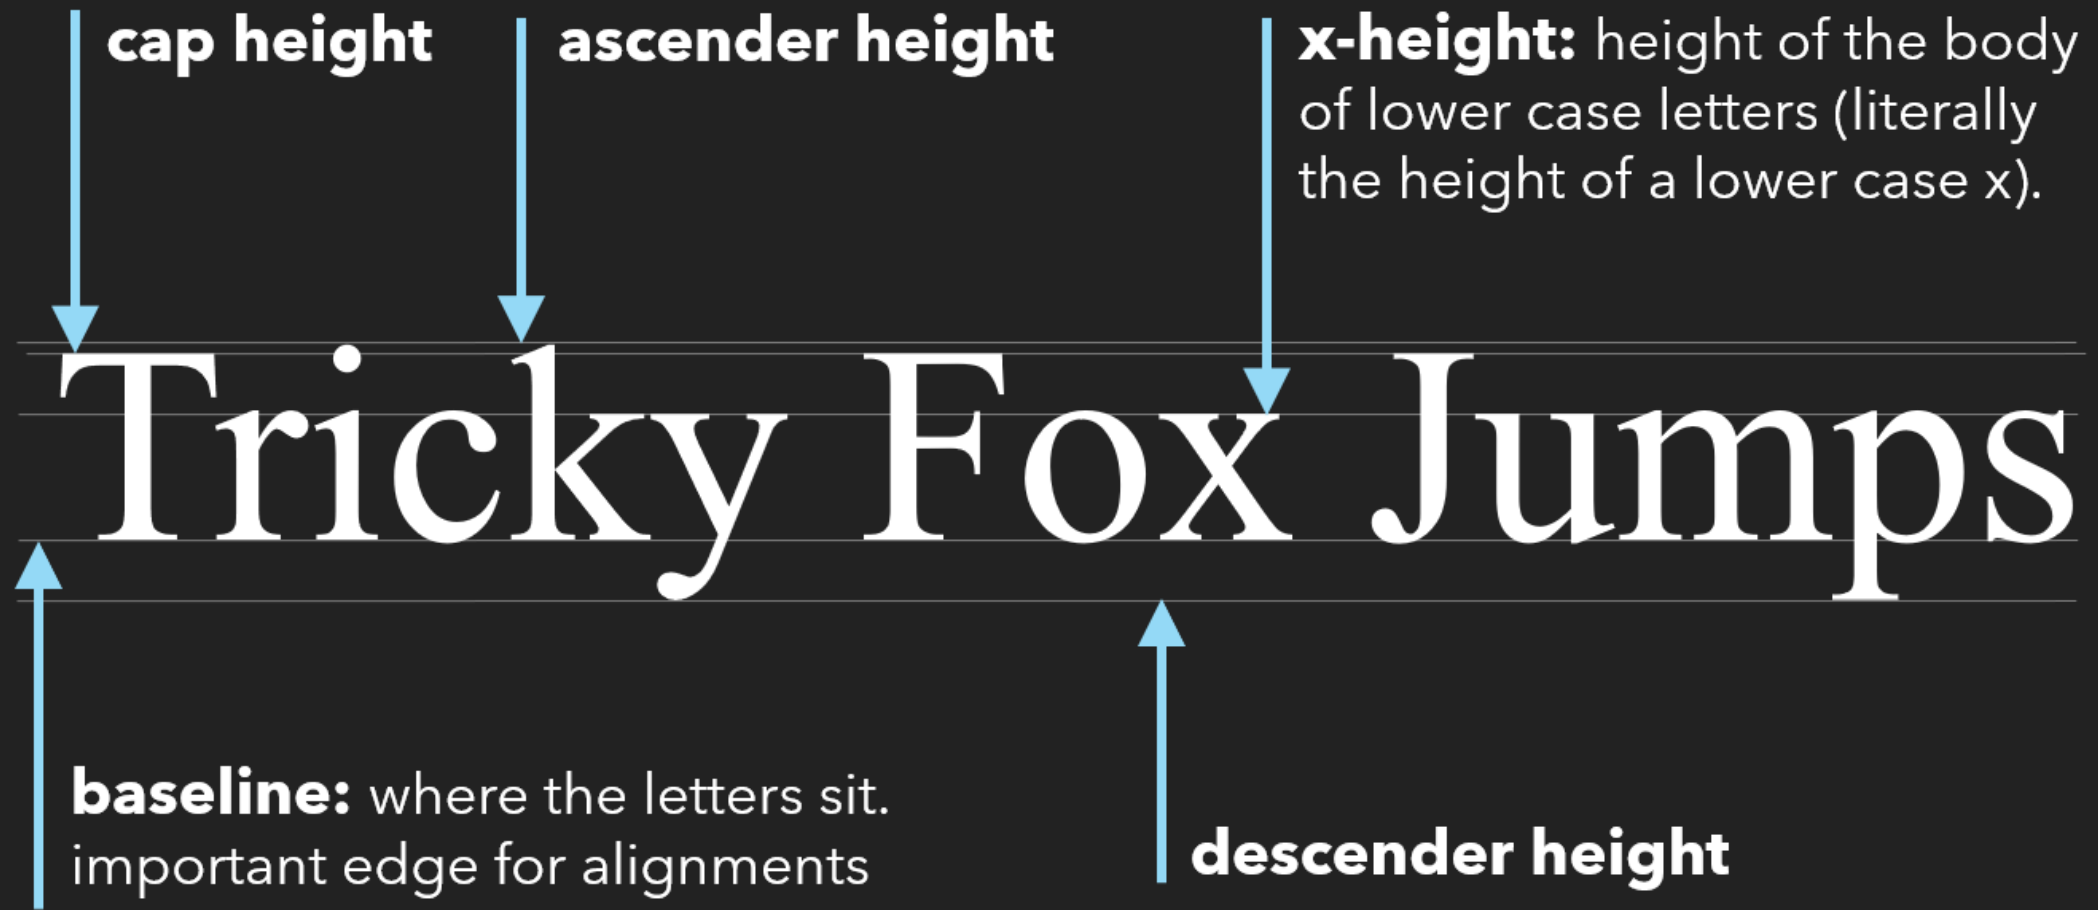 cap height
ascender height
x-height: height of the body
of lower case letters (literally
the height of a lower case x).
Tricky Fox Jumps
baseline: where the letters sit.
important edge for alignments
descender height